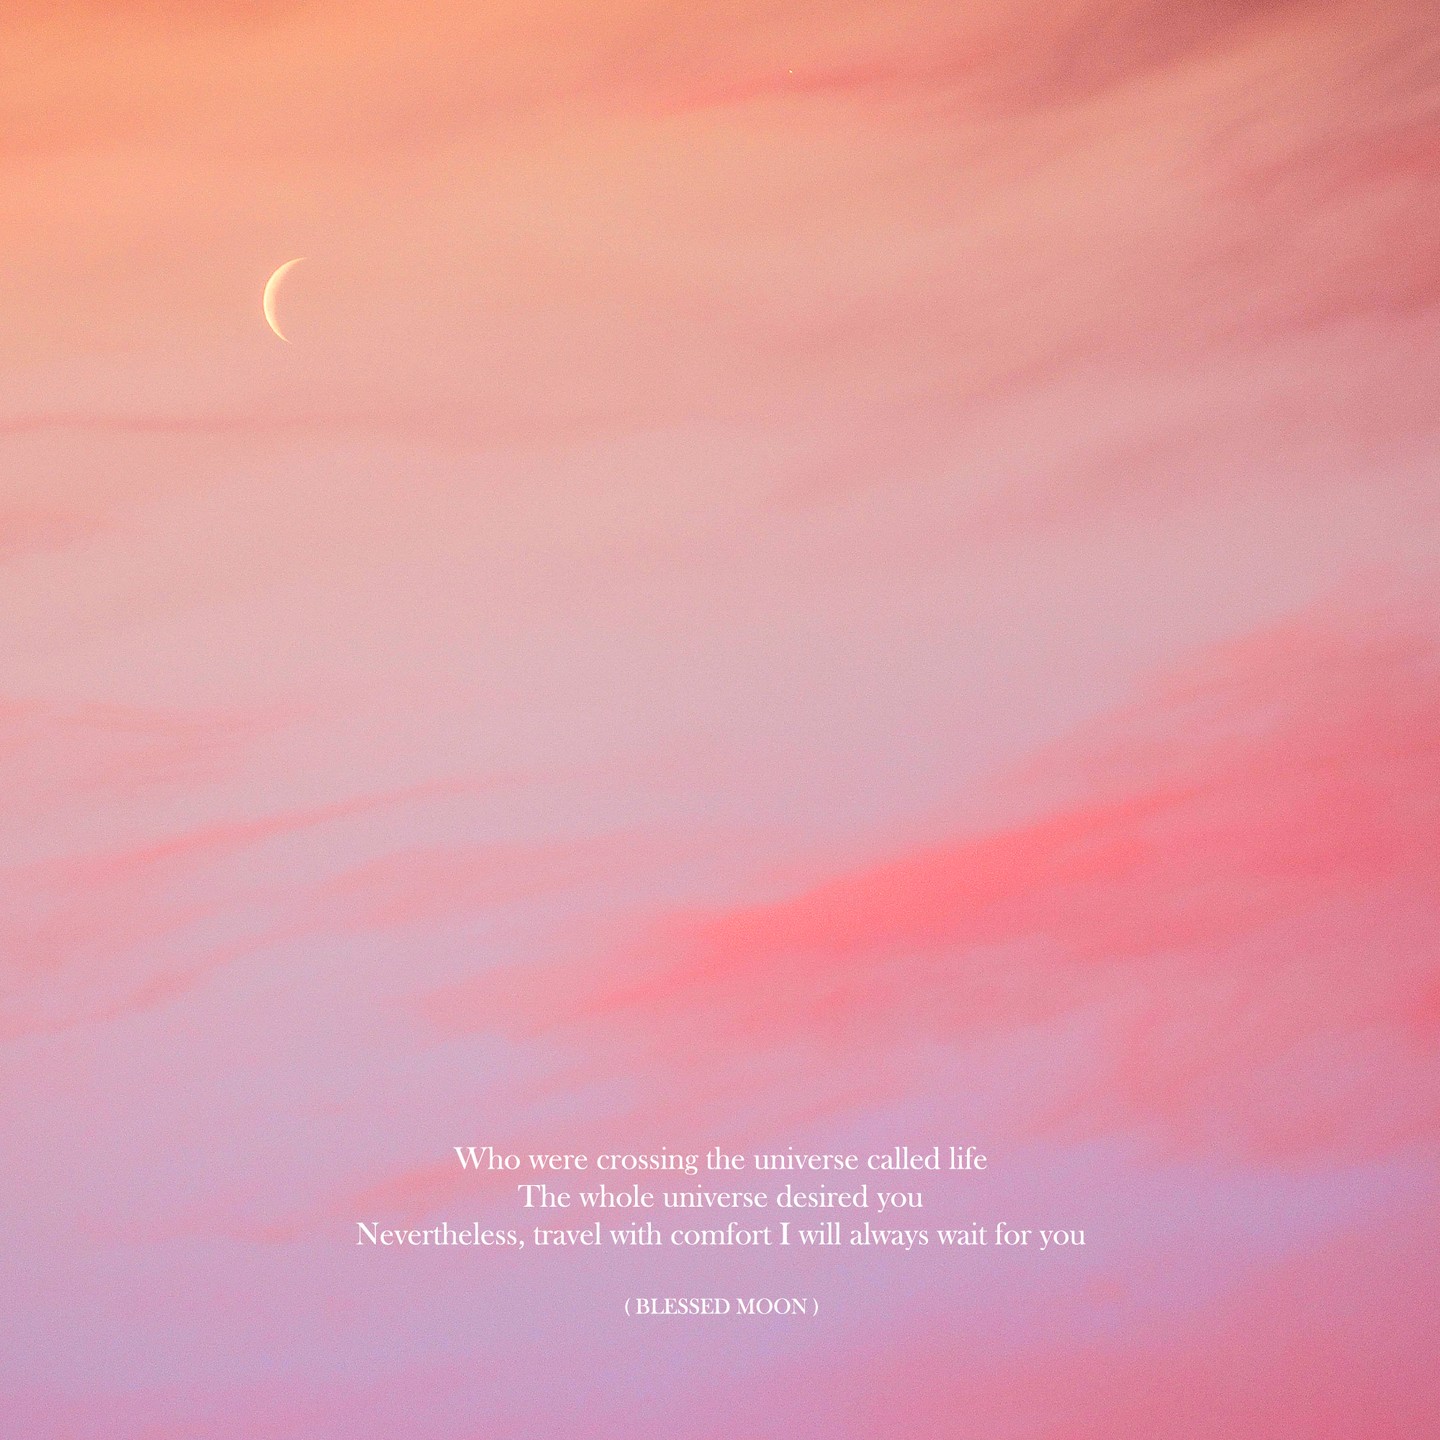 Who were crossing the universe called life
The whole universe desired you
Nevertheless, travel with comfort I will always wait for you
( BLESSED MOON )